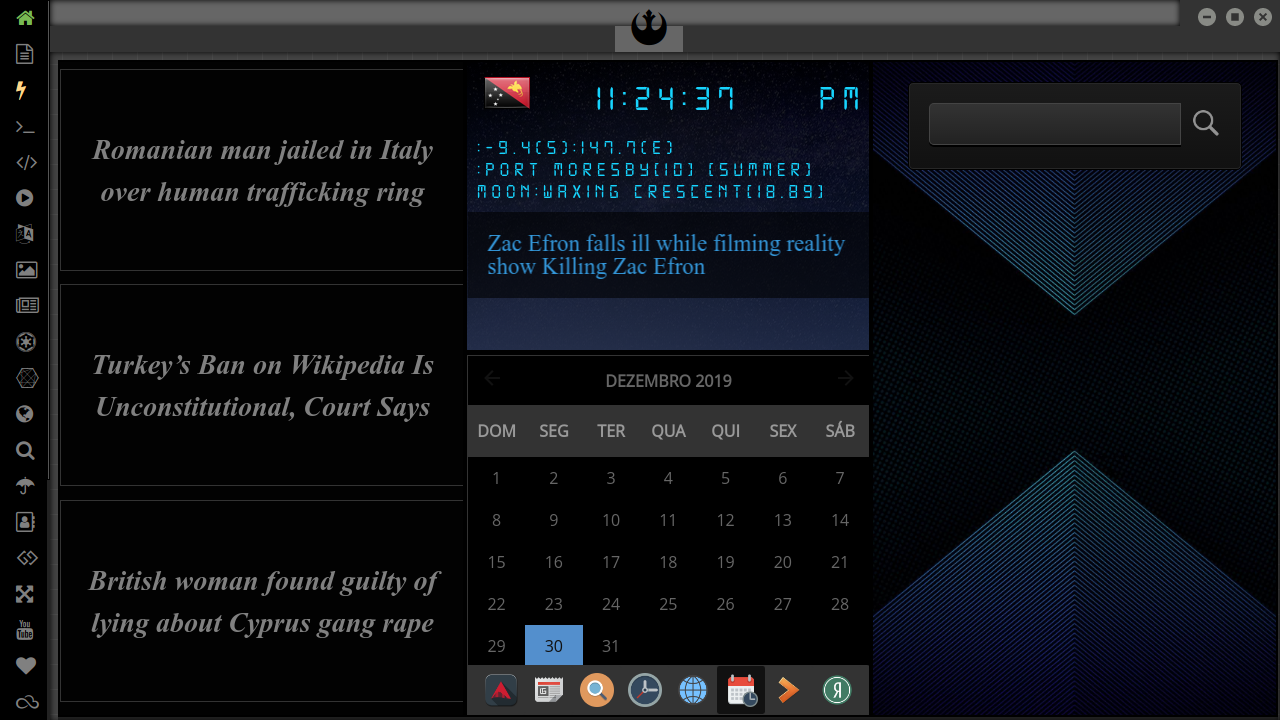 Romanian man jailed in Italy
over human trafficking ring
Turkey’s Ban on Wikipedia Is
Unconstitutional, Court Says
British woman found guilty of
lying about Cyprus gang rape
11:24:37 PM
:-9.4(S):147.7(E)
:PORT MORESBY(10) (SUMMER)
MOON:WAXING CRESCENT(18.89)
Zac Efron falls ill while filming reality
show Killing Zac Efron
DEZEMBRO 2019
DOM SEG TER QUA QUI SEX SÁB
1 2 3 4 5 6 7
8 9 10 11 12 13 14
15 16 17 18 19 20 21
22 23 24 25 26 27 28
29 30 31
You
Tube
Я